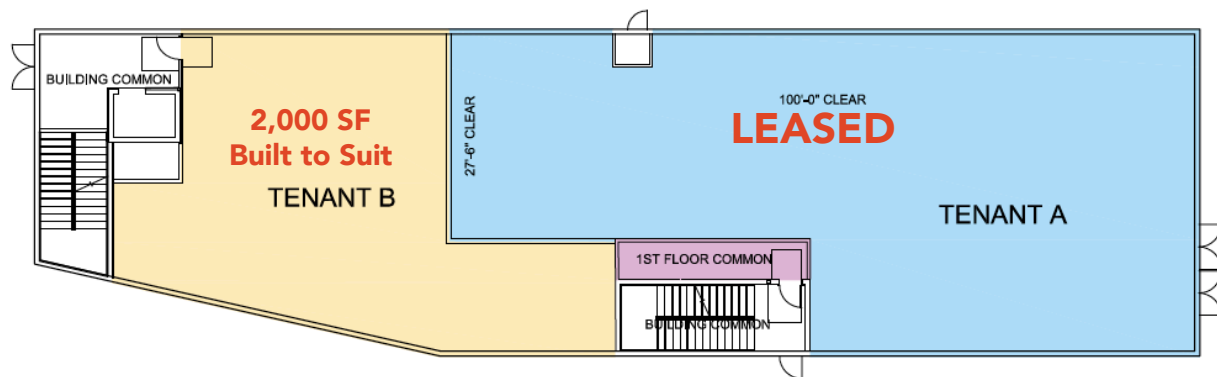 BUILDING COMMON
2,000 SF
Built to Suit
TENANT B
27'-6" CLEAR
100'-0" CLEAR
LEASED
TENANT A
1ST FLOOR COMMON
BUILDING COMMON